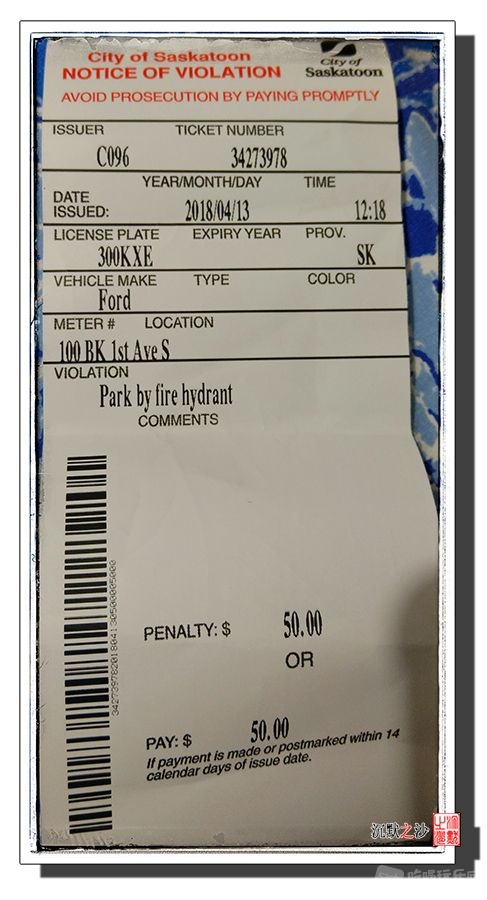 City of Saskatoon
NOTICE OF VIOLATION
City of
Saskatoon
AVOID PROSECUTION BY PAYING PROMPTLY
ISSUER TICKET NUMBER
C096 34273978
YEAR/MONTH/DAY TIME
DATE
ISSUED: 2018/04/13 12:18
LICENSE PLATE EXPIRY YEAR PROV.
300KXE SK
VEHICLE MAKE TYPE COLOR
Ford
METER # LOCATION
100 BK 1st Ave S
VIOLATION
Park by fire hydrant
COMMENTS
PENALTY: $ 50.00
OR
PAY: $ 50.00
If payment is made or postmarked within 14
calendar days of issue date.
沉默之沙